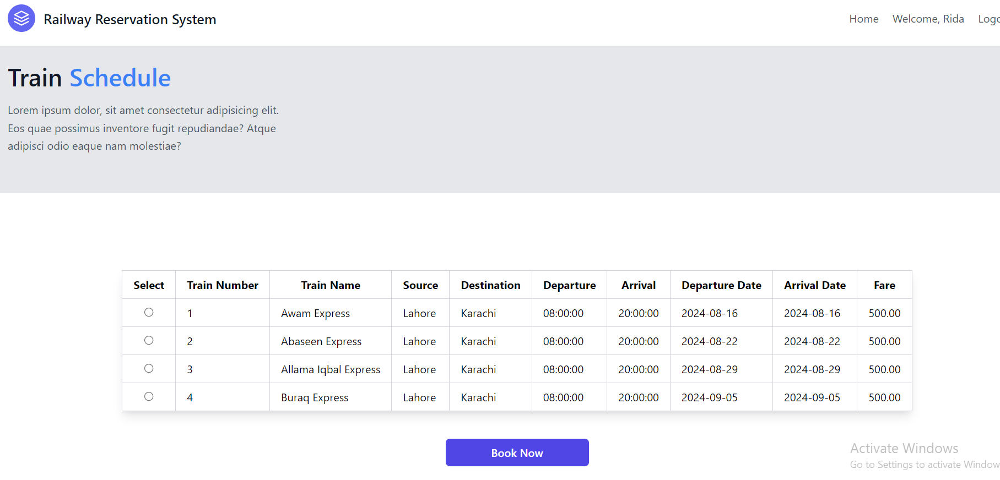 Railway Reservation System
Home Welcome, Rida
Train Schedule
Lorem ipsum dolor, sit amet consectetur adipisicing elit.
Eos quae possimus inventore fugit repudiandae? Atque
adipisci odio eaque nam molestiae?
Select Train Number Train Name Source Destination Departure Arrival Departure Date Arrival Date Fare
1 Awam Express Lahore Karachi 08:00:00 20:00:00 2024-08-16 2024-08-16 500.00
2 Abaseen Express Lahore Karachi 08:00:00 20:00:00 2024-08-22 2024-08-22 500.00
3 Allama Iqbal Express Lahore Karachi 08:00:00 20:00:00 2024-08-29 2024-08-29 500.00
4 Buraq Express Lahore Karachi 08:00:00 20:00:00 2024-09-05 2024-09-05 500.00
Book Now
Activate Windows
Go to Settings to activate Window